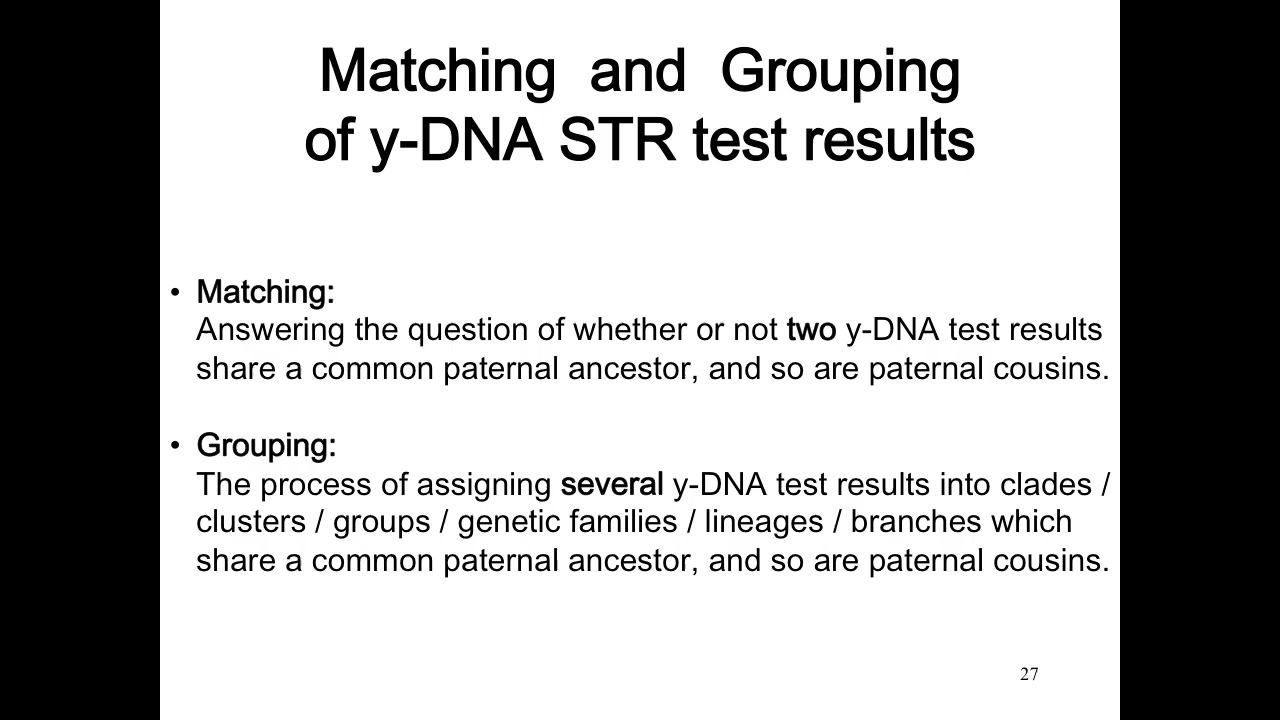 Matching and Grouping
of y-DNA STR test results
• Matching:
Answering the question of whether or not two y-DNA test results
share a common paternal ancestor, and so are paternal cousins.
• Grouping:
The process of assigning several y-DNA test results into clades /
clusters / groups / genetic families / lineages / branches which
share a common paternal ancestor, and so are paternal cousins.
27